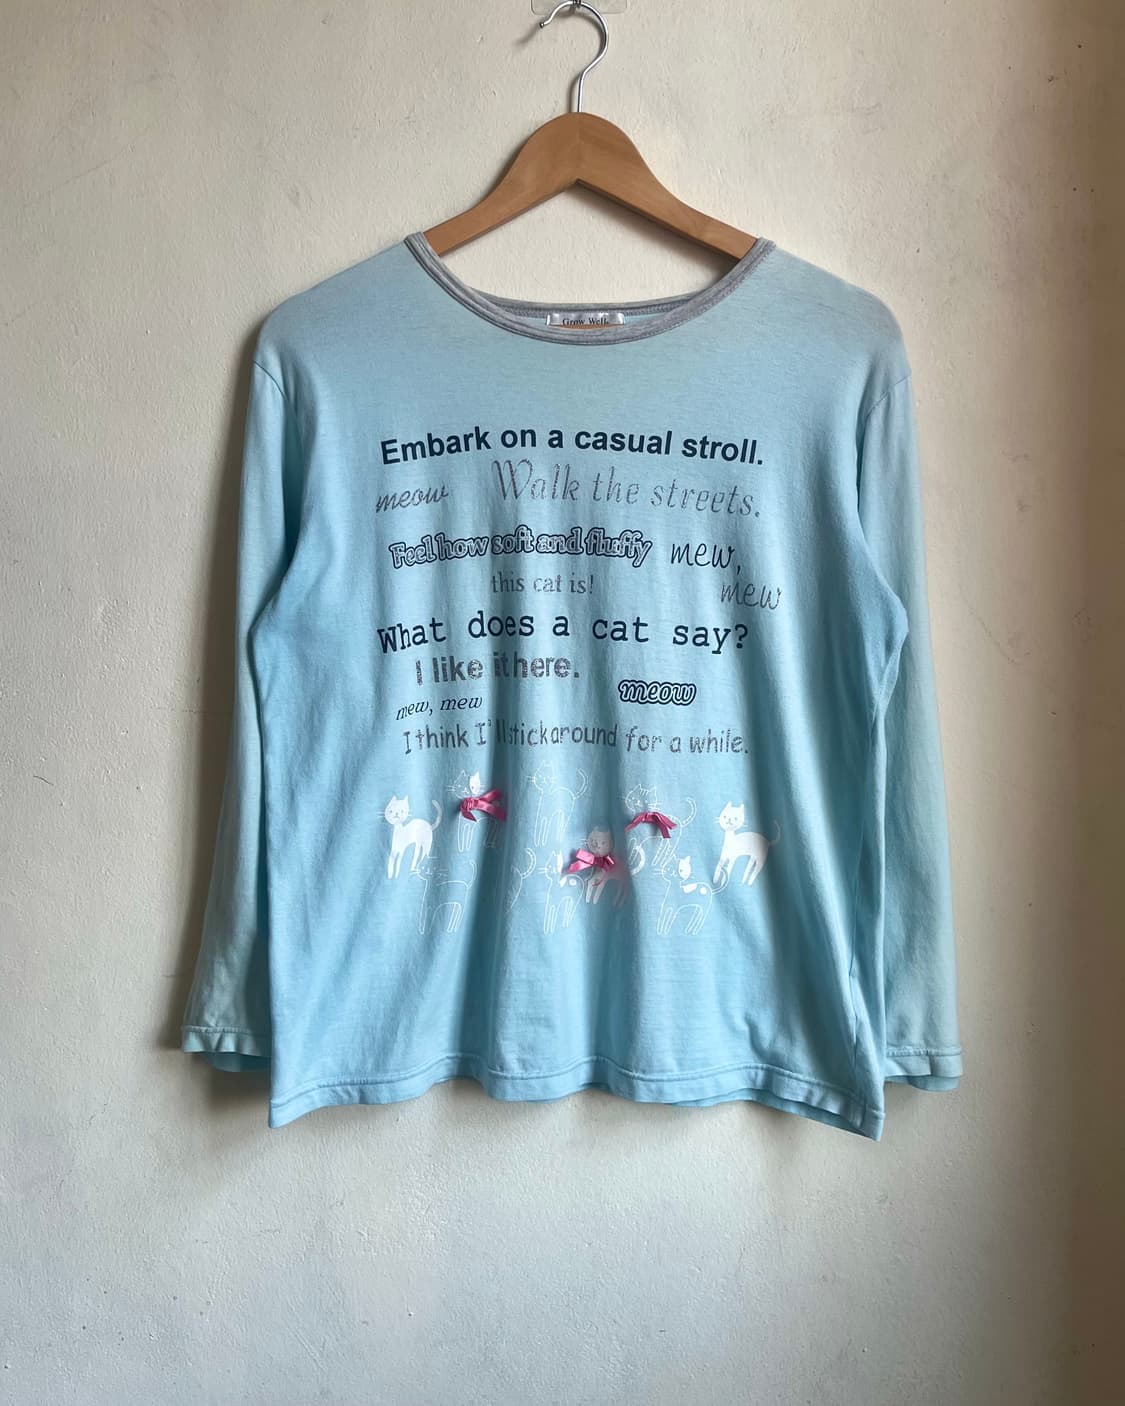 Grow Well.
Embark on a casual stroll.
meow Walk the streets.
Feel how soft and fluffy mew,
this cat is! mew
What does a cat say?
I like it here.
mew, mew meow
I think I'll stick around for a while.